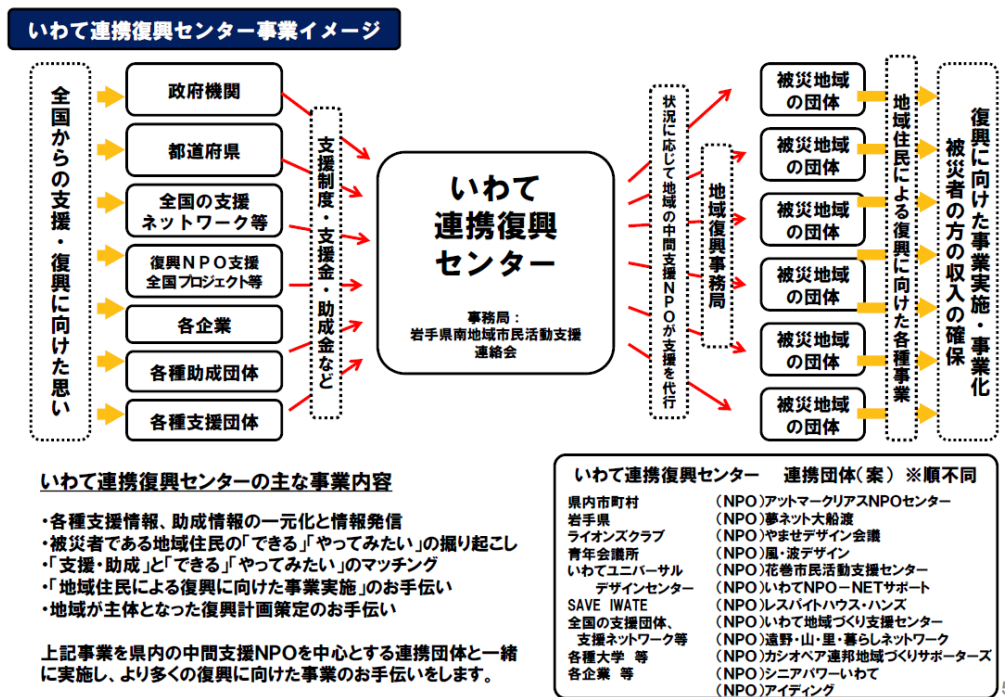 いわて連携復興センター事業イメージ
全国からの支援・復興に向けた思い
政府機関
都道府県
全国の支援
ネットワーク等
復興NPO支援
全国プロジェクト等
各企業
各種助成団体
各種支援団体
支援制度・支援金・助成金など
いわて
連携復興
センター
事務局：
岩手県南地域市民活動支援
連絡会
状況に応じて地域の中間支援NPOが支援を代行
地域復興事務局
被災地域
の団体
被災地域
の団体
被災地域
の団体
被災地域
の団体
被災地域
の団体
被災地域
の団体
地域住民による復興に向けた各種事業
復興に向けた事業実施・事業化
被災者の方の収入の確保
いわて連携復興センターの主な事業内容
・各種支援情報、助成情報の一元化と情報発信
・被災者である地域住民の「できる」「やってみたい」の掘り起こし
・「支援・助成」と「できる」「やってみたい」のマッチング
・「地域住民による復興に向けた事業実施」のお手伝い
・地域が主体となった復興計画策定のお手伝い
上記事業を県内の中間支援NPOを中心とする連携団体と一緒
に実施し、より多くの復興に向けた事業のお手伝いをします。
いわて連携復興センター　連携団体（案）　※順不同
県内市町村
岩手県
ライオンズクラブ
青年会議所
いわてユニバーサル
デザインセンター
SAVE IWATE
全国の支援団体、
支援ネットワーク等
各種大学 等
各企業 等
（NPO）アットマークリアスNPOセンター
（NPO）夢ネット大船渡
（NPO）やませデザイン会議
（NPO）風・波デザイン
（NPO）花巻市民活動支援センター
（NPO）いわてNPO－NETサポート
（NPO）レスパイトハウス・ハンズ
（NPO）いわて地域づくり支援センター
（NPO）遠野・山・里・暮らしネットワーク
（NPO）カシオペア連邦地域づくりサポーターズ
（NPO）シニアパワーいわて
（NPO）アイディング